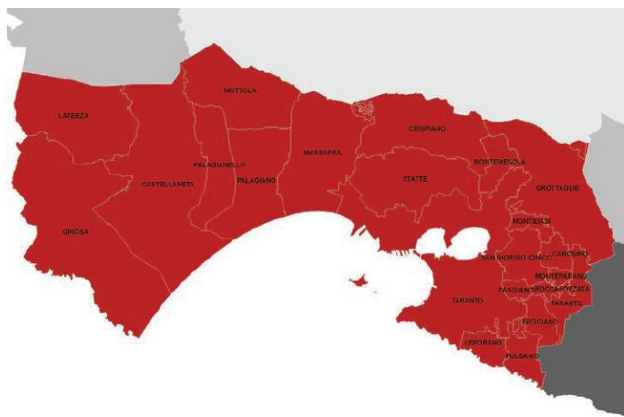 MOTTOLA
LATERZA
CRISPIANO
MASSAFRA
MONTEMESOLA
PALAGIANELLO
STATTE
PALAGIANO
CASTELLANETA
GROTTAGLIE
MONTEIASI
GINOSA
CAROSINO
SAN GIORGIO IONICO
MONTEPARANO
FAGGIANO
ROCCAFORZATA
TARANTO
TARANTO
LEPORANO
PULSANO